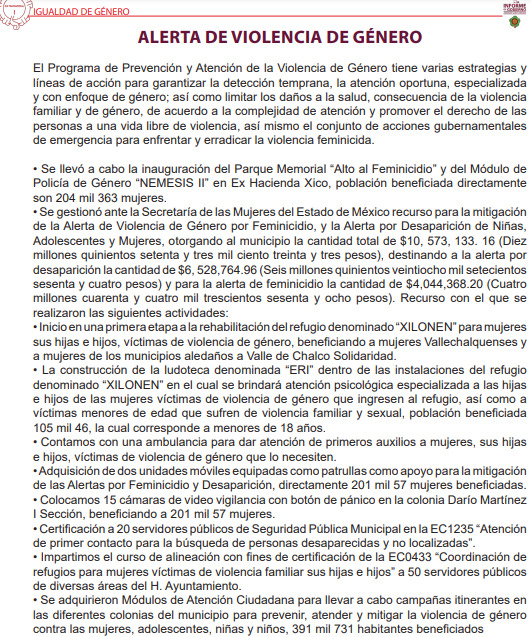 IGUALDAD DE GÉNERO
INFORME
DE GOBIERNO
ALERTA DE VIOLENCIA DE GÉNERO
El Programa de Prevención y Atención de la Violencia de Género tiene varias estrategias y
líneas de acción para garantizar la detección temprana, la atención oportuna, especializada
y con enfoque de género; así como limitar los daños a la salud, consecuencia de la violencia
familiar y de género, de acuerdo a la complejidad de atención y promover el derecho de las
personas a una vida libre de violencia, así mismo el conjunto de acciones gubernamentales
de emergencia para enfrentar y erradicar la violencia feminicida.
• Se llevó a cabo la inauguración del Parque Memorial “Alto al Feminicidio” y del Módulo de
Policía de Género “NEMESIS II” en Ex Hacienda Xico, población beneficiada directamente
son 204 mil 363 mujeres.
• Se gestionó ante la Secretaría de las Mujeres del Estado de México recurso para la mitigación
de la Alerta de Violencia de Género por Feminicidio, y la Alerta por Desaparición de Niñas,
Adolescentes y Mujeres, otorgando al municipio la cantidad total de $10, 573, 133. 16 (Diez
millones quinientos setenta y tres mil ciento treinta y tres pesos), destinando a la alerta por
desaparición la cantidad de $6, 528,764.96 (Seis millones quinientos veintiocho mil setecientos
sesenta y cuatro pesos) y para la alerta de feminicidio la cantidad de $4,044,368.20 (Cuatro
millones cuarenta y cuatro mil trescientos sesenta y ocho pesos). Recurso con el que se
realizaron las siguientes actividades:
• Inicio en una primera etapa a la rehabilitación del refugio denominado “XILONEN” para mujeres
sus hijas e hijos, víctimas de violencia de género, beneficiando a mujeres Vallechalquenses y
a mujeres de los municipios aledaños a Valle de Chalco Solidaridad.
• La construcción de la ludoteca denominada “ERI” dentro de las instalaciones del refugio
denominado “XILONEN” en el cual se brindará atención psicológica especializada a las hijas
e hijos de las mujeres víctimas de violencia de género que ingresen al refugio, así como a
víctimas menores de edad que sufren de violencia familiar y sexual, población beneficiada
105 mil 46, la cual corresponde a menores de 18 años.
• Contamos con una ambulancia para dar atención de primeros auxilios a mujeres, sus hijas
e hijos, víctimas de violencia de género que lo necesiten.
• Adquisición de dos unidades móviles equipadas como patrullas como apoyo para la mitigación
de las Alertas por Feminicidio y Desaparición, directamente 201 mil 57 mujeres beneficiadas.
• Colocamos 15 cámaras de video vigilancia con botón de pánico en la colonia Darío Martínez
I Sección, beneficiando a 201 mil 57 mujeres.
• Certificación a 20 servidores públicos de Seguridad Pública Municipal en la EC1235 “Atención
de primer contacto para la búsqueda de personas desaparecidas y no localizadas”.
• Impartimos el curso de alineación con fines de certificación de la EC0433 “Coordinación de
refugios para mujeres víctimas de violencia familiar sus hijas e hijos” a 50 servidores públicos
de diversas áreas del H. Ayuntamiento.
• Se adquirieron Módulos de Atención Ciudadana para llevar a cabo campañas itinerantes en
las diferentes colonias del municipio para prevenir, atender y mitigar la violencia de género
contra las mujeres, adolescentes, niñas y niños, 391 mil 731 habitantes beneficiados